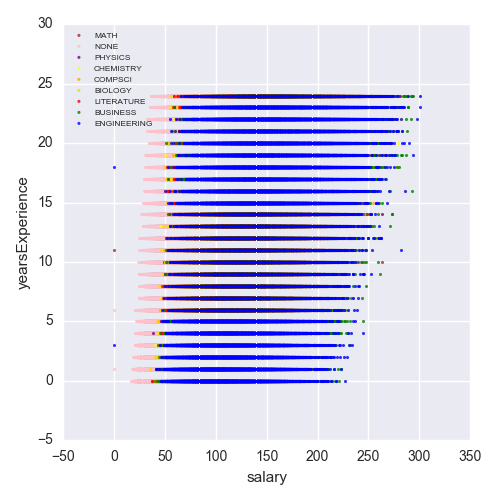 30
25
20
15
10
5
0
−5
yearsExperience
MATH
NONE
PHYSICS
CHEMISTRY
COMPSCI
BIOLOGY
LITERATURE
BUSINESS
ENGINEERING
−50
0
50
100
150
200
250
300
350
salary